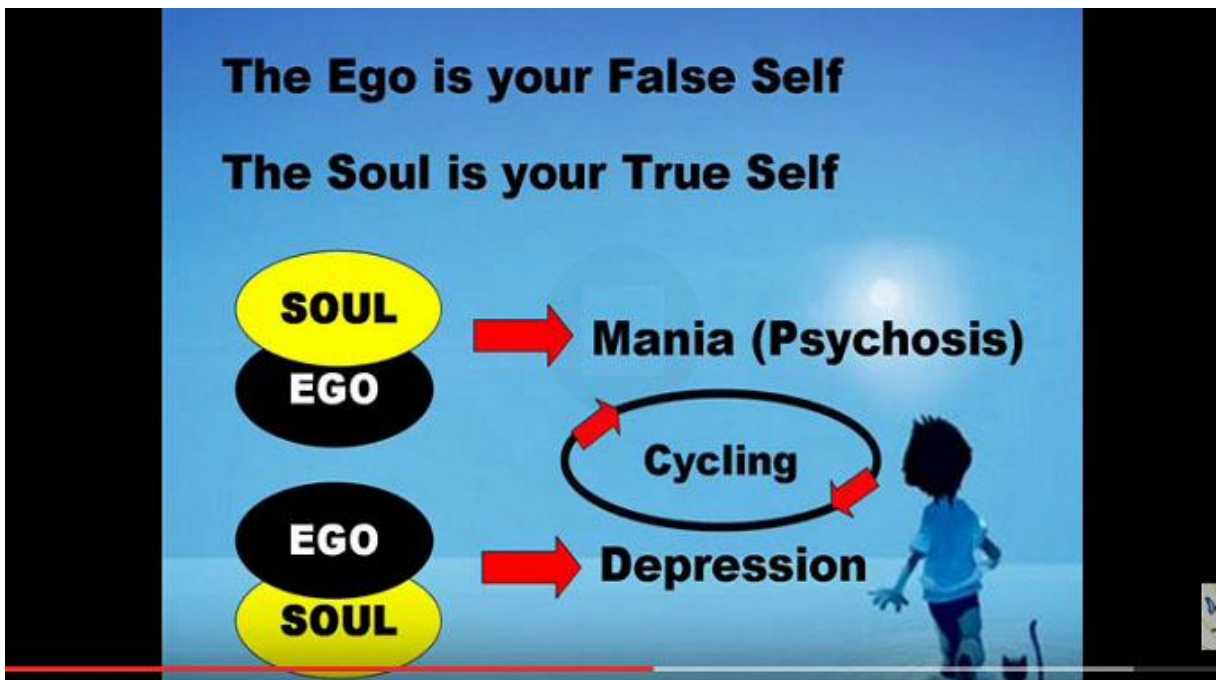 The Ego is your False Self
The Soul is your True Self
SOUL
EGO
Mania (Psychosis)
Cycling
EGO
SOUL
Depression